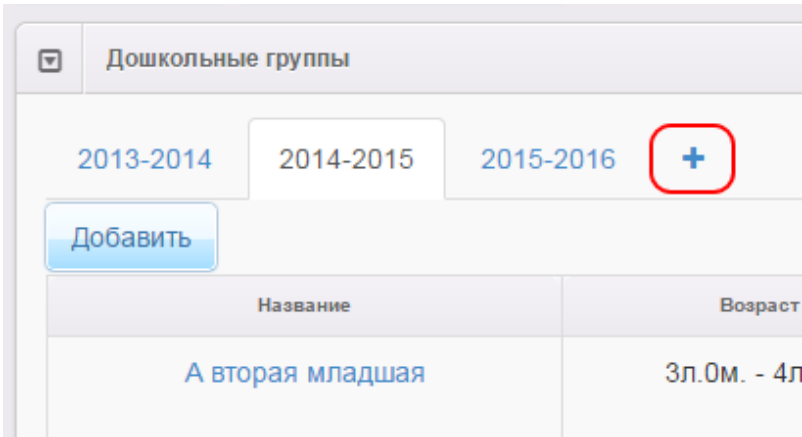 Дошкольные группы
2013-2014 2014-2015 2015-2016 +
Добавить
Название Возраст
А вторая младшая 3л.0м. - 4л